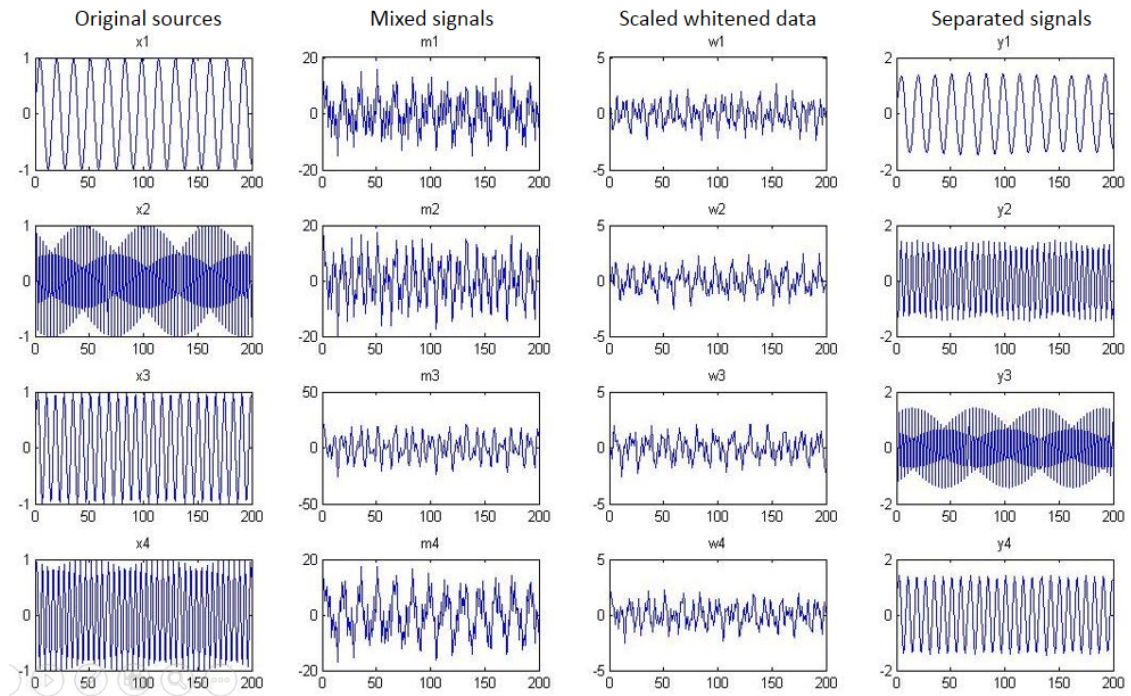 Original sources Mixed signals Scaled whitened data Separated signals
x1 m1 w1 y1
1 20 5 2
0 0 0 0
-1 -20 -5 -2
0 50 100 150 200 0 50 100 150 200 0 50 100 150 200 0 50 100 150 200
x2 m2 w2 y2
1 20 5 2
0 0 0 0
-1 -20 -5 -2
0 50 100 150 200 0 50 100 150 200 0 50 100 150 200 0 50 100 150 200
x3 m3 w3 y3
1 50 5 2
0 0 0 0
-1 50 -5 -2
0 50 100 150 200 0 50 100 150 200 0 50 100 150 200 0 50 100 150 200
x4 m4 w4 y4
1 20 5 2
0 0 0 0
-1 -20 -5 -2
0 50 100 150 200 0 50 100 150 200 0 50 100 150 200 0 50 100 150 200